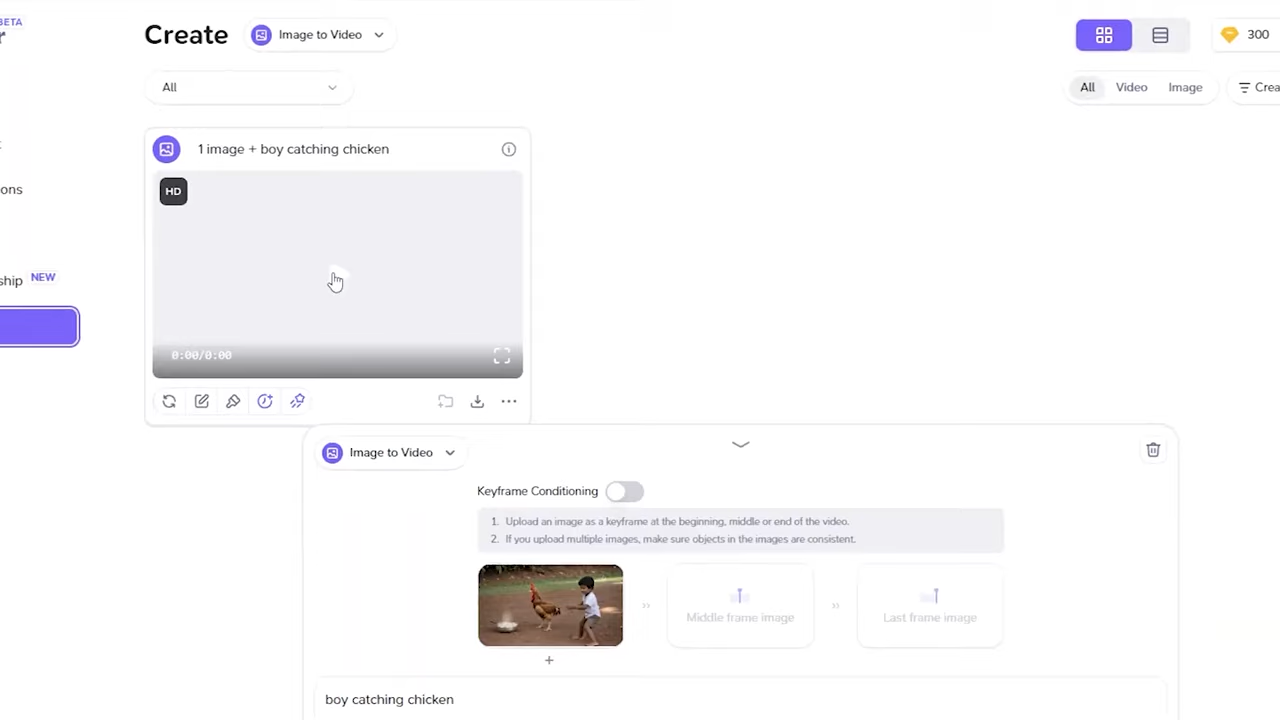 BETA
r
Create
Image to Video
300
All
All
Video
Image
Crea
1 image + boy catching chicken
HD
ons
ship
NEW
0:00/0:00
Image to Video
Keyframe Conditioning
1. Upload an image as a keyframe at the beginning, middle or end of the video.
2. If you upload multiple images, make sure objects in the images are consistent.
Middle frame image
Last frame image
+
boy catching chicken